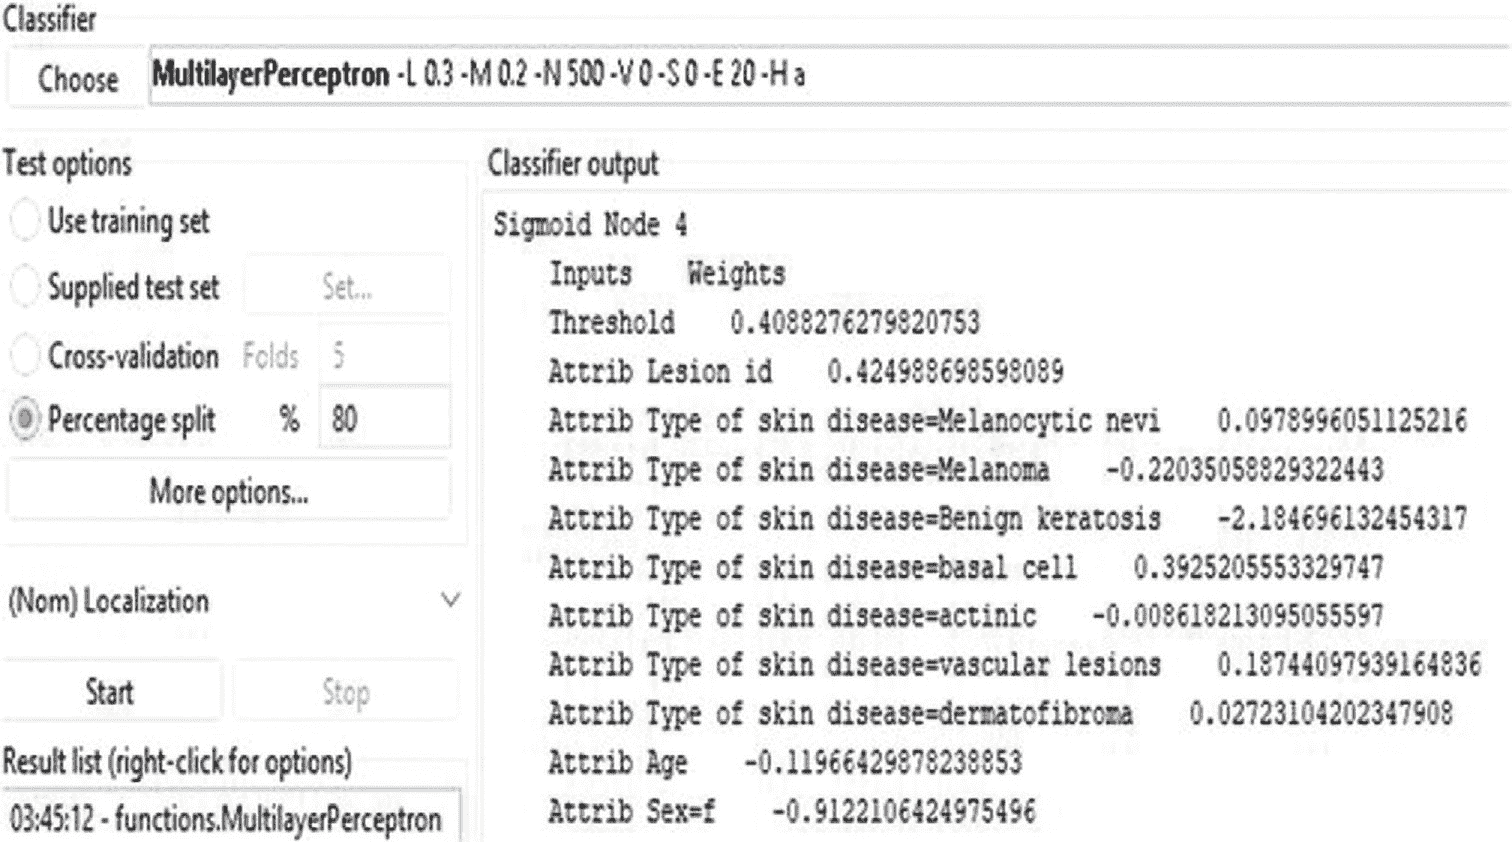 Classifier
Choose MultilayerPerceptron -L 0.3 -M 0.2 -N 500 -V 0 -S 0 -E 20 -H a
Test options
Use training set
Supplied test set Set...
Cross-validation Folds 5
Percentage split % 80
More options...
(Nom) Localization
Start Stop
Result list (right-click for options)
03:45:12 - functions.MultilayerPerceptron
Classifier output
Sigmoid Node 4
Inputs Weights
Threshold 0.4088276279820753
Attrib Lesion id 0.424988698598089
Attrib Type of skin disease=Melanocytic nevi 0.0978996051125216
Attrib Type of skin disease=Melanoma -0.22035058829322443
Attrib Type of skin disease=Benign keratosis -2.184696132454317
Attrib Type of skin disease=basal cell 0.3925205553329747
Attrib Type of skin disease=actinic -0.008618213095055597
Attrib Type of skin disease=vascular lesions 0.18744097939164836
Attrib Type of skin disease=dermatofibroma 0.02723104202347908
Attrib Age -0.11966429878238853
Attrib Sex=f -0.9122106424975496